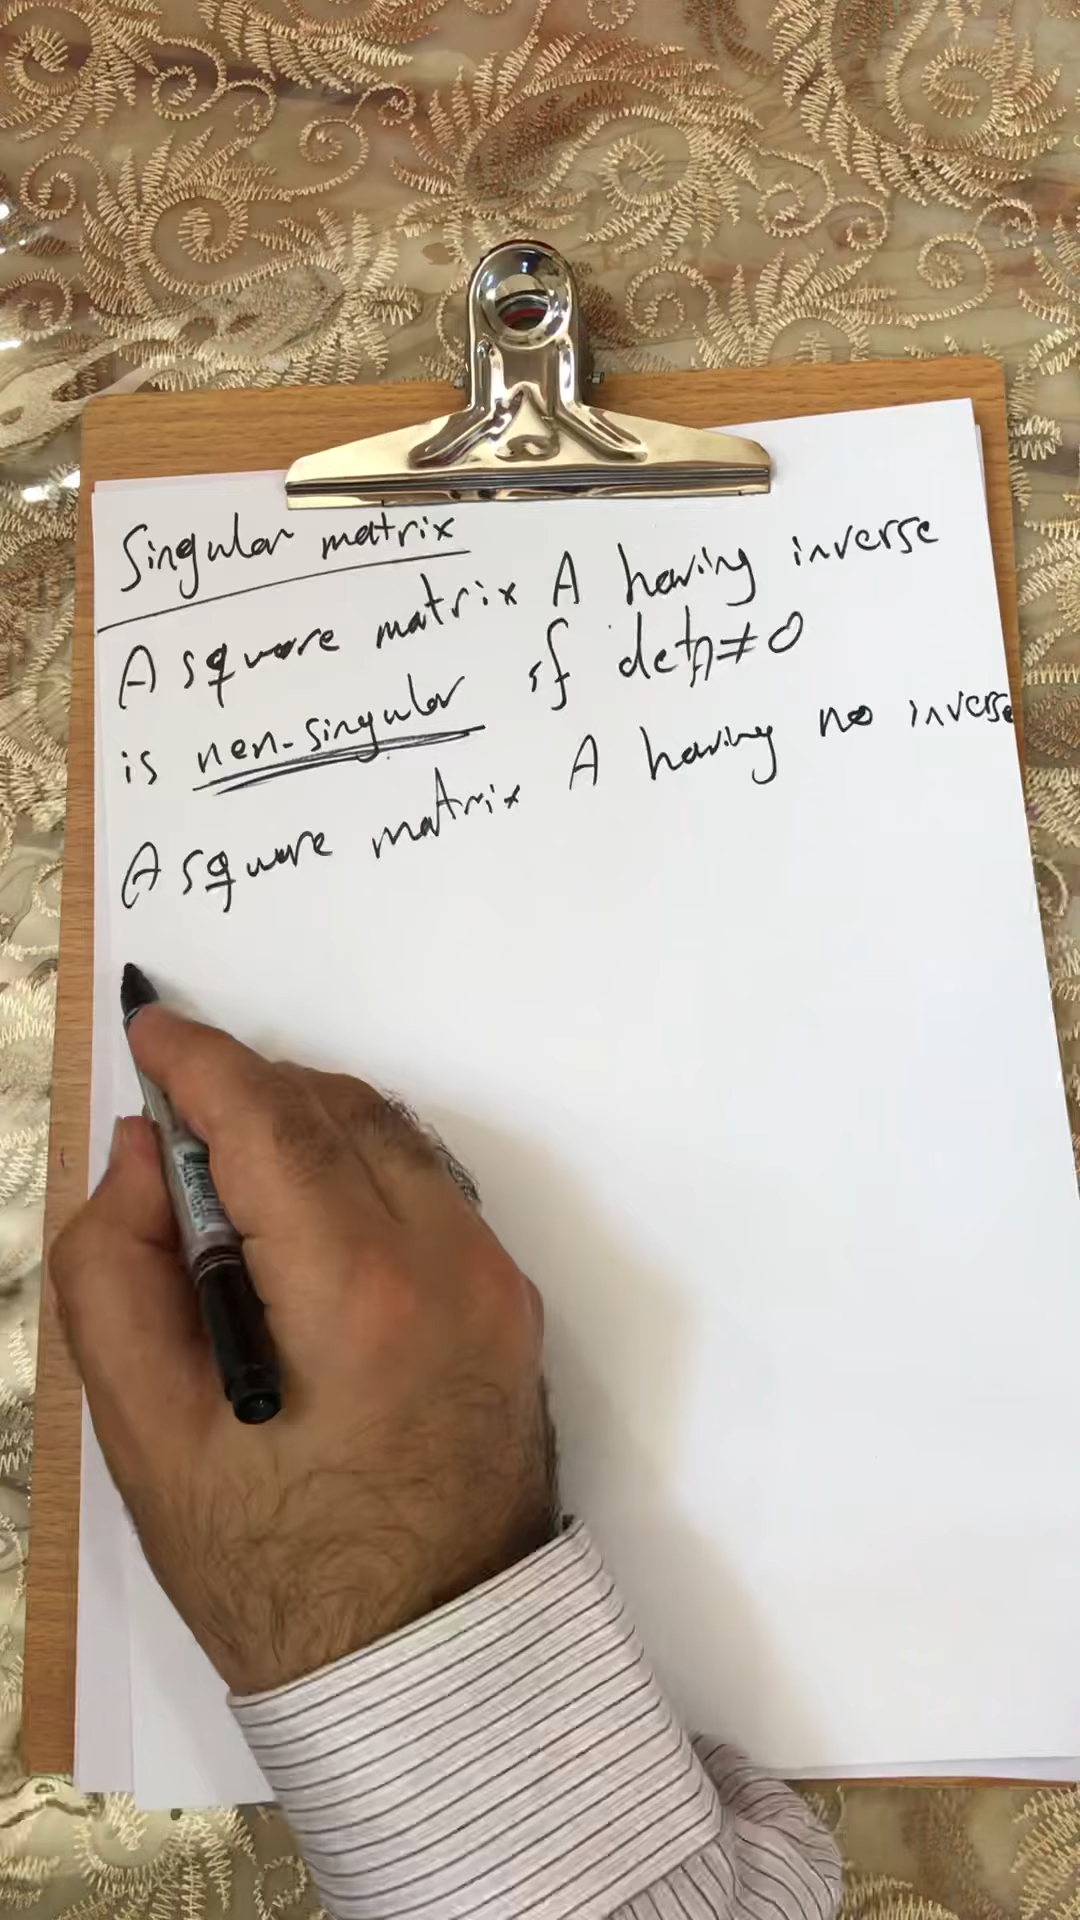 Singular matrix
A square matrix A having inverse
is non-singular if detA≠0
A square matrix A having no inverse